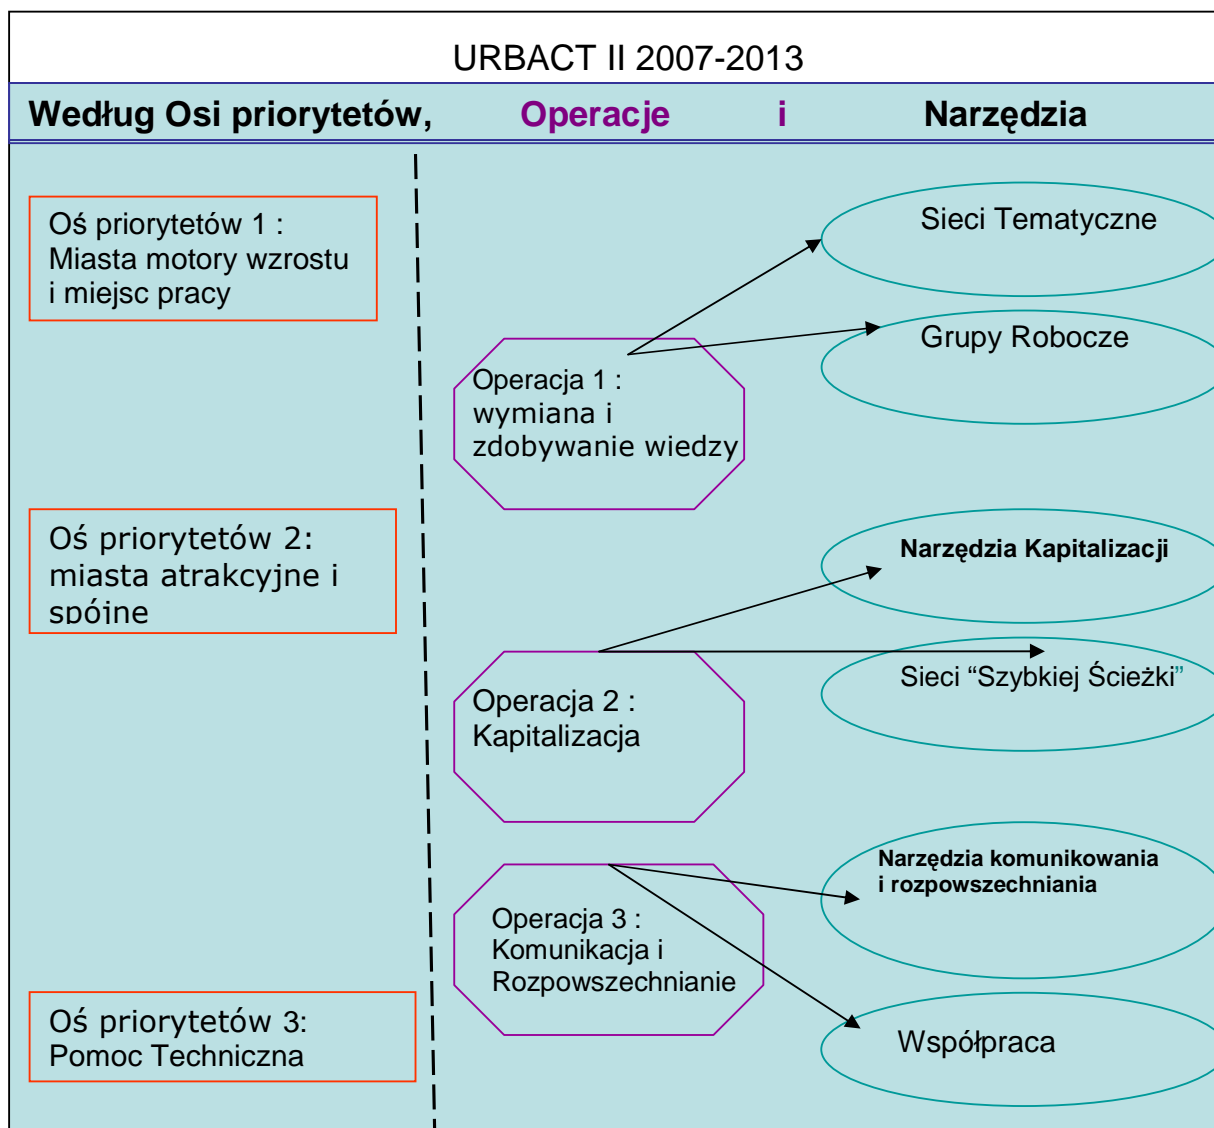 URBACT II 2007-2013
Według Osi priorytetów, Operacje i Narzędzia
Oś priorytetów 1 :
Miasta motory wzrostu
i miejsc pracy
Sieci Tematyczne
Grupy Robocze
Operacja 1 :
wymiana i
zdobywanie wiedzy
Oś priorytetów 2:
miasta atrakcyjne i
spójne
Narzędzia Kapitalizacji
Sieci “Szybkiej Ścieżki”
Operacja 2 :
Kapitalizacja
Narzędzia komunikowania
i rozpowszechniania
Operacja 3 :
Komunikacja i
Rozpowszechnianie
Oś priorytetów 3:
Pomoc Techniczna
Współpraca